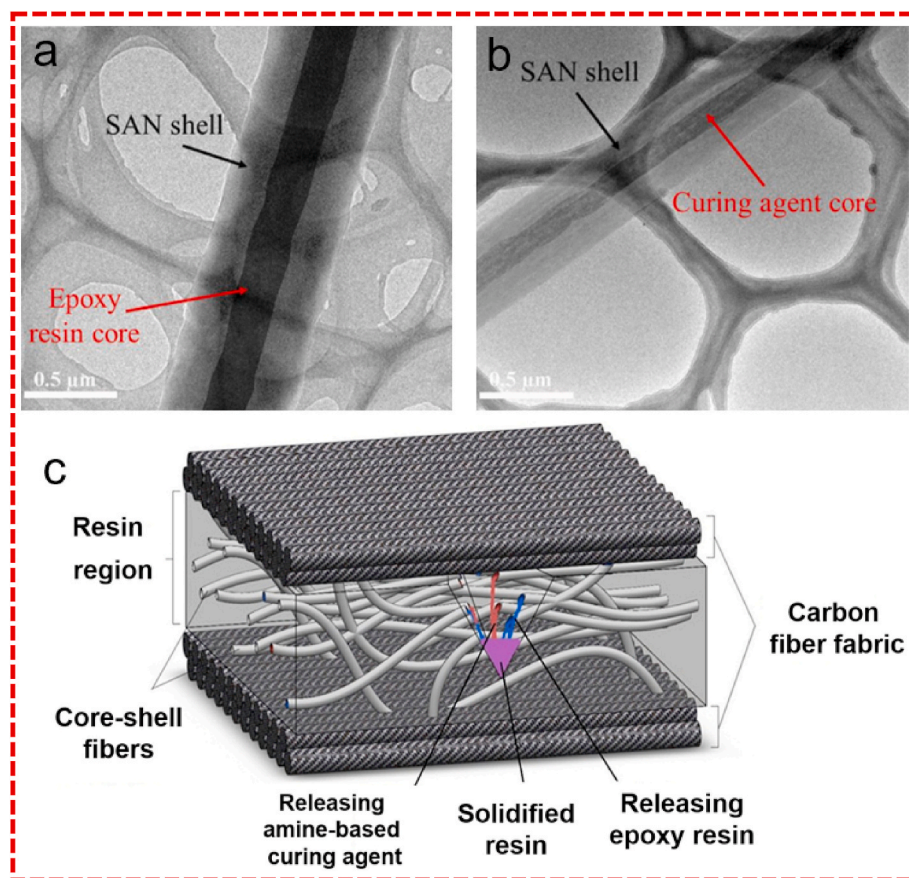 a
SAN shell
Epoxy
resin core
0.5 µm
b
SAN shell
Curing agent
core
0.5 µm
c
Resin
region
Core-shell
fibers
Carbon
fiber fabric
Releasing
amine-based
curing agent
Solidified
resin
Releasing
epoxy resin